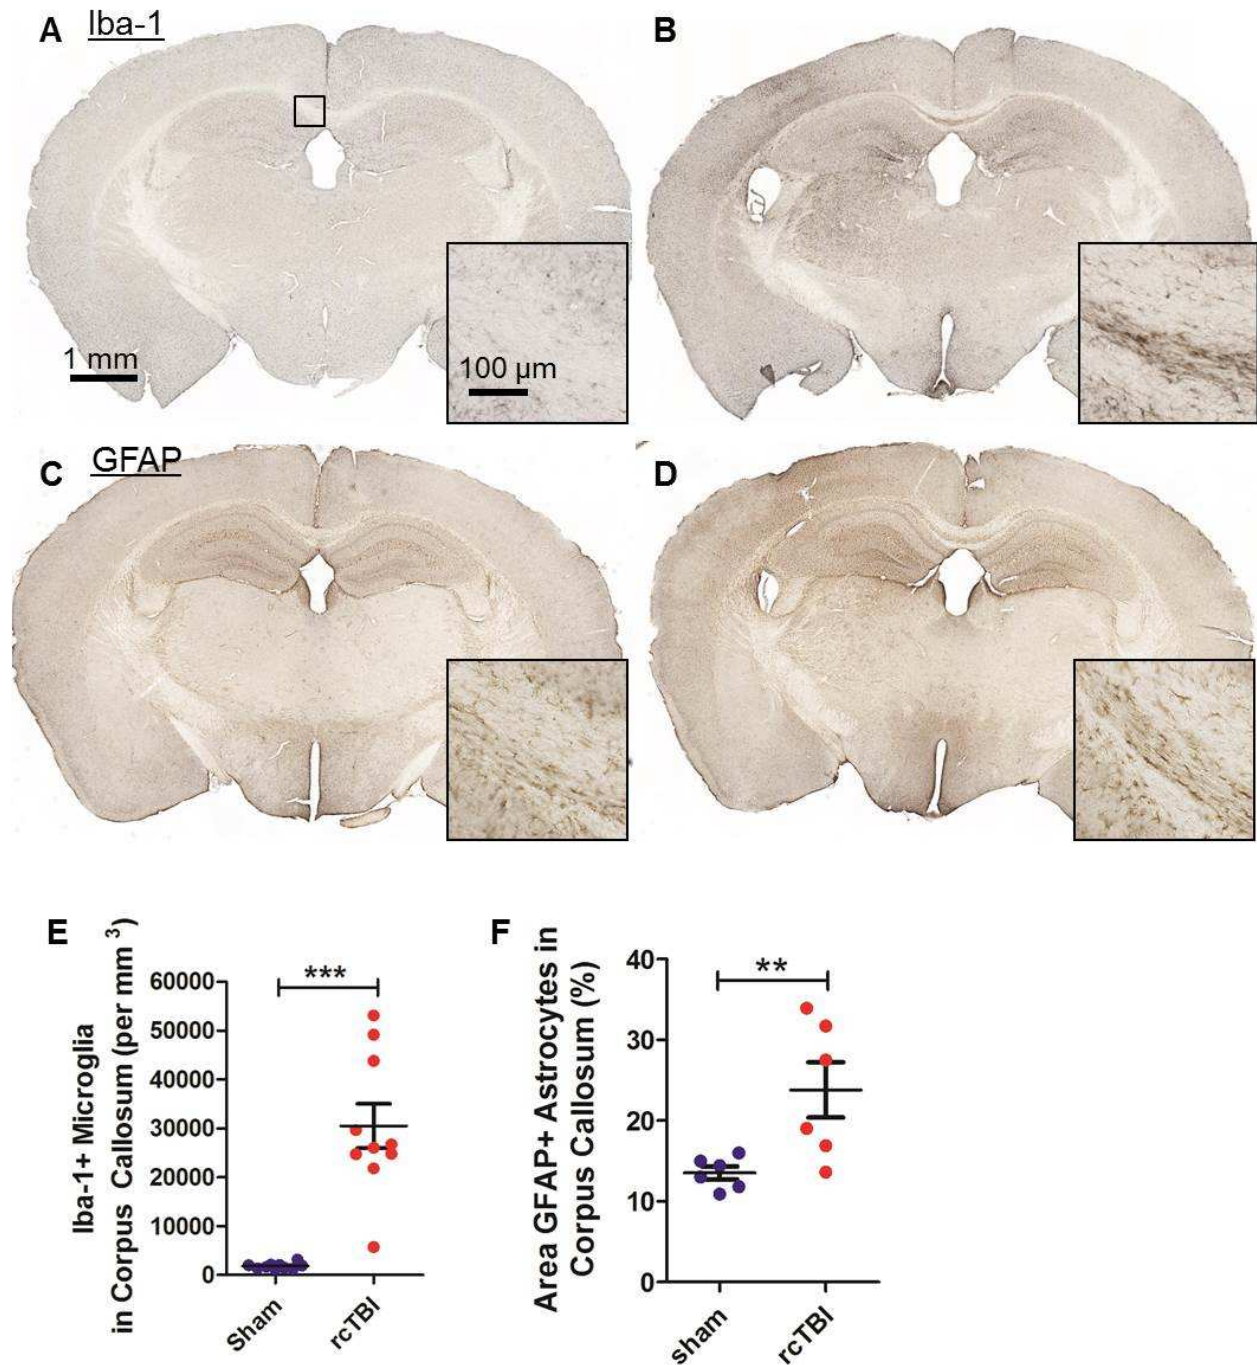 A Iba-1
B
1 mm
100 µm
C GFAP
D
E
Iba-1+ Microglia
in Corpus Callosum (per mm ³)
60000
50000
40000
30000
20000
10000
0
***
Sham
rcTBI
F
Area GFAP+ Astrocytes in
Corpus Callosum (%)
40
30
20
10
0
**
sham
rcTBI